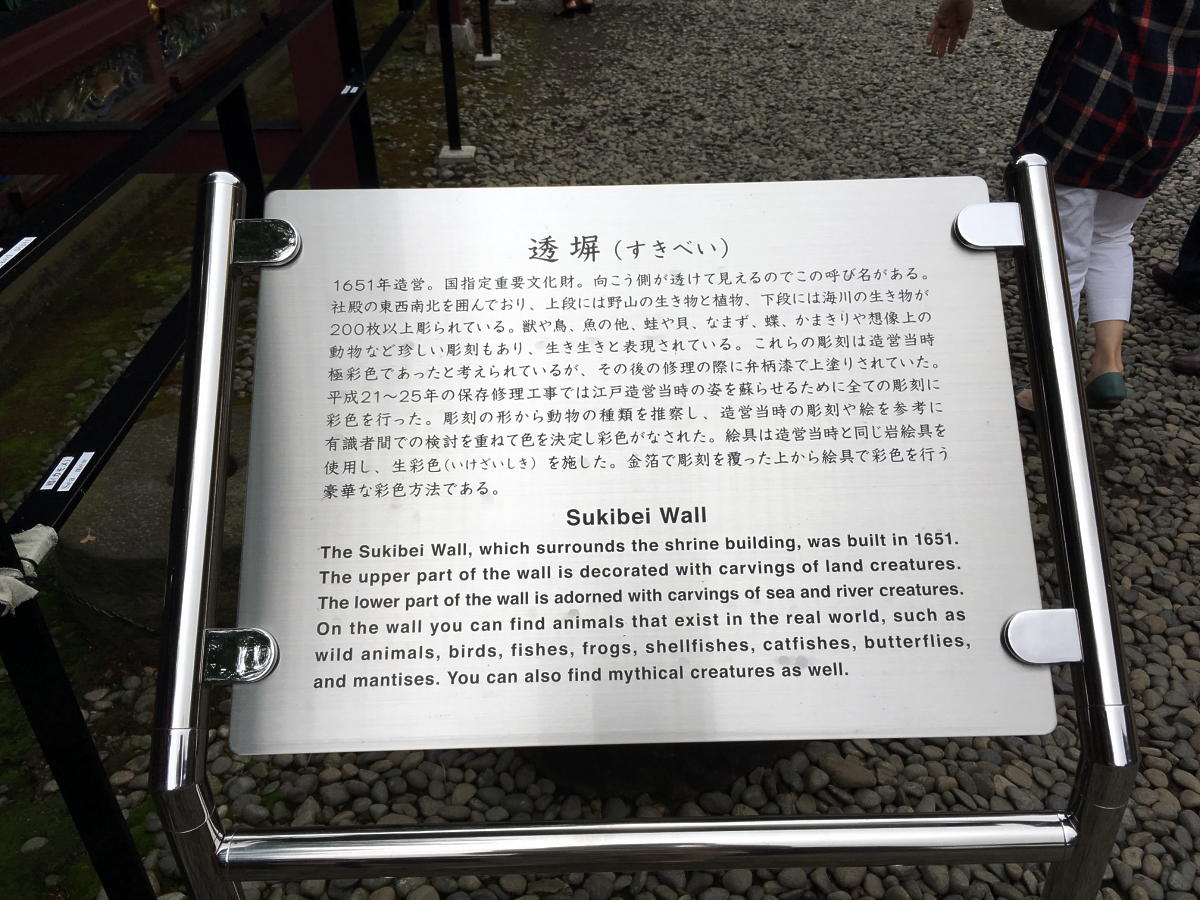 透塀（すきべい）
1651年造営。国指定重要文化財。向こう側が透けて見えるのでこの呼び名がある。
社殿の東西南北を囲んでおり、上段には野山の生き物と植物、下段には海川の生き物が
200枚以上彫られている。獣や鳥、魚の他、蛙や貝、なまず、蝶、かまきりや想像上の
動物など珍しい彫刻もあり、生き生きと表現されている。これらの彫刻は造営当時
極彩色であったと考えられているが、その後の修理の際に弁柄漆で上塗りされていた。
平成21〜25年の保存修理工事では江戸造営当時の姿を蘇らせるために全ての彫刻に
彩色を行った。彫刻の形から動物の種類を推察し、造営当時の彫刻や絵を参考に
有識者間での検討を重ねて色を決定し彩色がなされた。絵具は造営当時と同じ岩絵具を
使用し、生彩色（いけざいしき）を施した。金箔で彫刻を覆った上から絵具で彩色を行う
豪華な彩色方法である。
Sukibei Wall
The Sukibei Wall, which surrounds the shrine building, was built in 1651.
The upper part of the wall is decorated with carvings of land creatures.
The lower part of the wall is adorned with carvings of sea and river creatures.
On the wall you can find animals that exist in the real world, such as
wild animals, birds, fishes, frogs, shellfishes, catfishes, butterflies,
and mantises. You can also find mythical creatures as well.